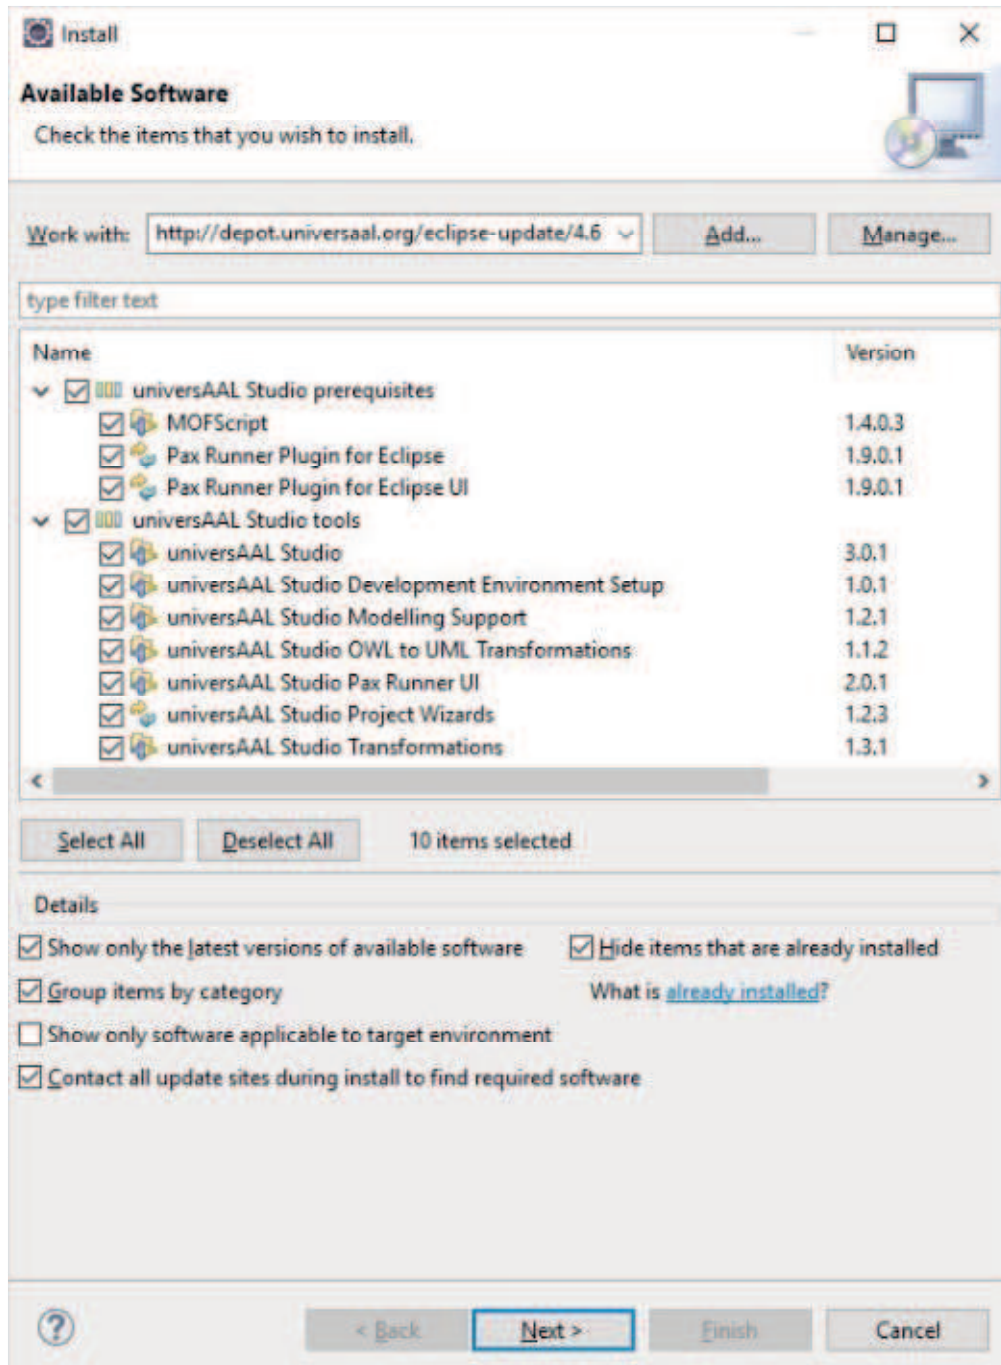 Install
Available Software
Check the items that you wish to install.
Work with: http://depot.universaal.org/eclipse-update/4.6 Add... Manage...
type filter text
Name Version
universAAL Studio prerequisites
MOFScript 1.4.0.3
Pax Runner Plugin for Eclipse 1.9.0.1
Pax Runner Plugin for Eclipse UI 1.9.0.1
universAAL Studio tools
universAAL Studio 3.0.1
universAAL Studio Development Environment Setup 1.0.1
universAAL Studio Modelling Support 1.2.1
universAAL Studio OWL to UML Transformations 1.1.2
universAAL Studio Pax Runner UI 2.0.1
universAAL Studio Project Wizards 1.2.3
universAAL Studio Transformations 1.3.1
Select All Deselect All 10 items selected
Details
Show only the latest versions of available software Hide items that are already installed
Group items by category What is already installed?
Show only software applicable to target environment
Contact all update sites during install to find required software
? < Back Next > Finish Cancel